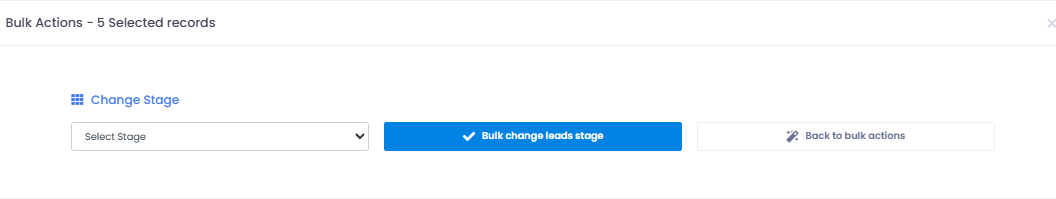 Bulk Actions - 5 Selected records
Change Stage
Select Stage
Bulk change leads stage
Back to bulk actions